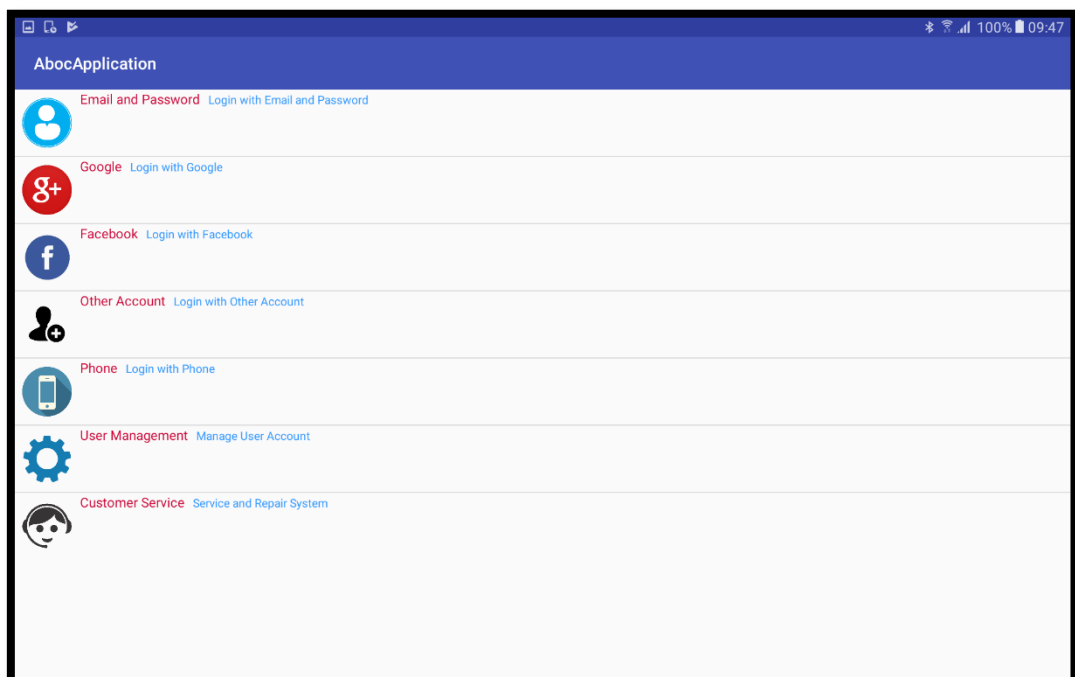 100% 09:47
AbocApplication
Email and Password Login with Email and Password
Google Login with Google
g+
Facebook Login with Facebook
f
Other Account Login with Other Account
Phone Login with Phone
User Management Manage User Account
Customer Service Service and Repair System